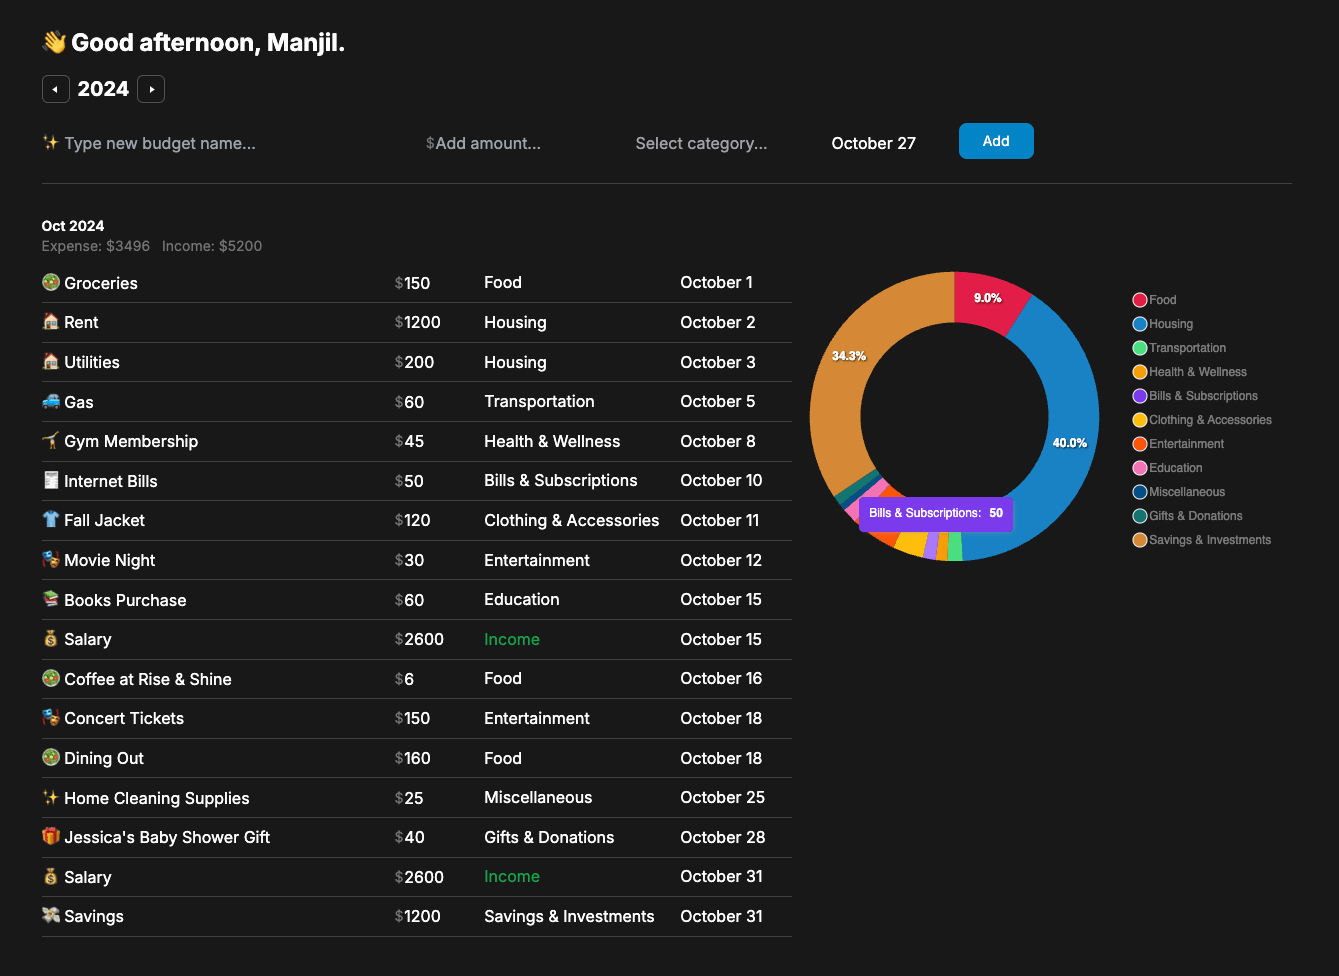 👋 Good afternoon, Manjil.
2024
✨ Type new budget name... $Add amount... Select category... October 27 Add
Oct 2024
Expense: $3496 Income: $5200
Groceries $150 Food October 1
Rent $1200 Housing October 2
Utilities $200 Housing October 3
Gas $60 Transportation October 5
Gym Membership $45 Health & Wellness October 8
Internet Bills $50 Bills & Subscriptions October 10
Fall Jacket $120 Clothing & Accessories October 11
Movie Night $30 Entertainment October 12
Books Purchase $60 Education October 15
Salary $2600 Income October 15
Coffee at Rise & Shine $6 Food October 16
Concert Tickets $150 Entertainment October 18
Dining Out $160 Food October 18
Home Cleaning Supplies $25 Miscellaneous October 25
Jessica's Baby Shower Gift $40 Gifts & Donations October 28
Salary $2600 Income October 31
Savings $1200 Savings & Investments October 31
9.0%
34.3%
40.0%
Bills & Subscriptions: 50
Food
Housing
Transportation
Health & Wellness
Bills & Subscriptions
Clothing & Accessories
Entertainment
Education
Miscellaneous
Gifts & Donations
Savings & Investments